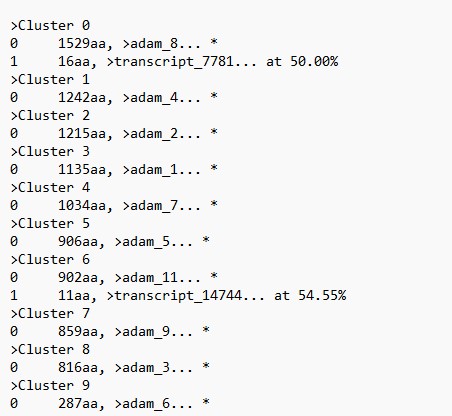 >Cluster 0
0 1529aa, >adam_8... *
1 16aa, >transcript_7781... at 50.00%
>Cluster 1
0 1242aa, >adam_4... *
>Cluster 2
0 1215aa, >adam_2... *
>Cluster 3
0 1135aa, >adam_1... *
>Cluster 4
0 1034aa, >adam_7... *
>Cluster 5
0 906aa, >adam_5... *
>Cluster 6
0 902aa, >adam_11... *
1 11aa, >transcript_14744... at 54.55%
>Cluster 7
0 859aa, >adam_9... *
>Cluster 8
0 816aa, >adam_3... *
>Cluster 9
0 287aa, >adam_6... *